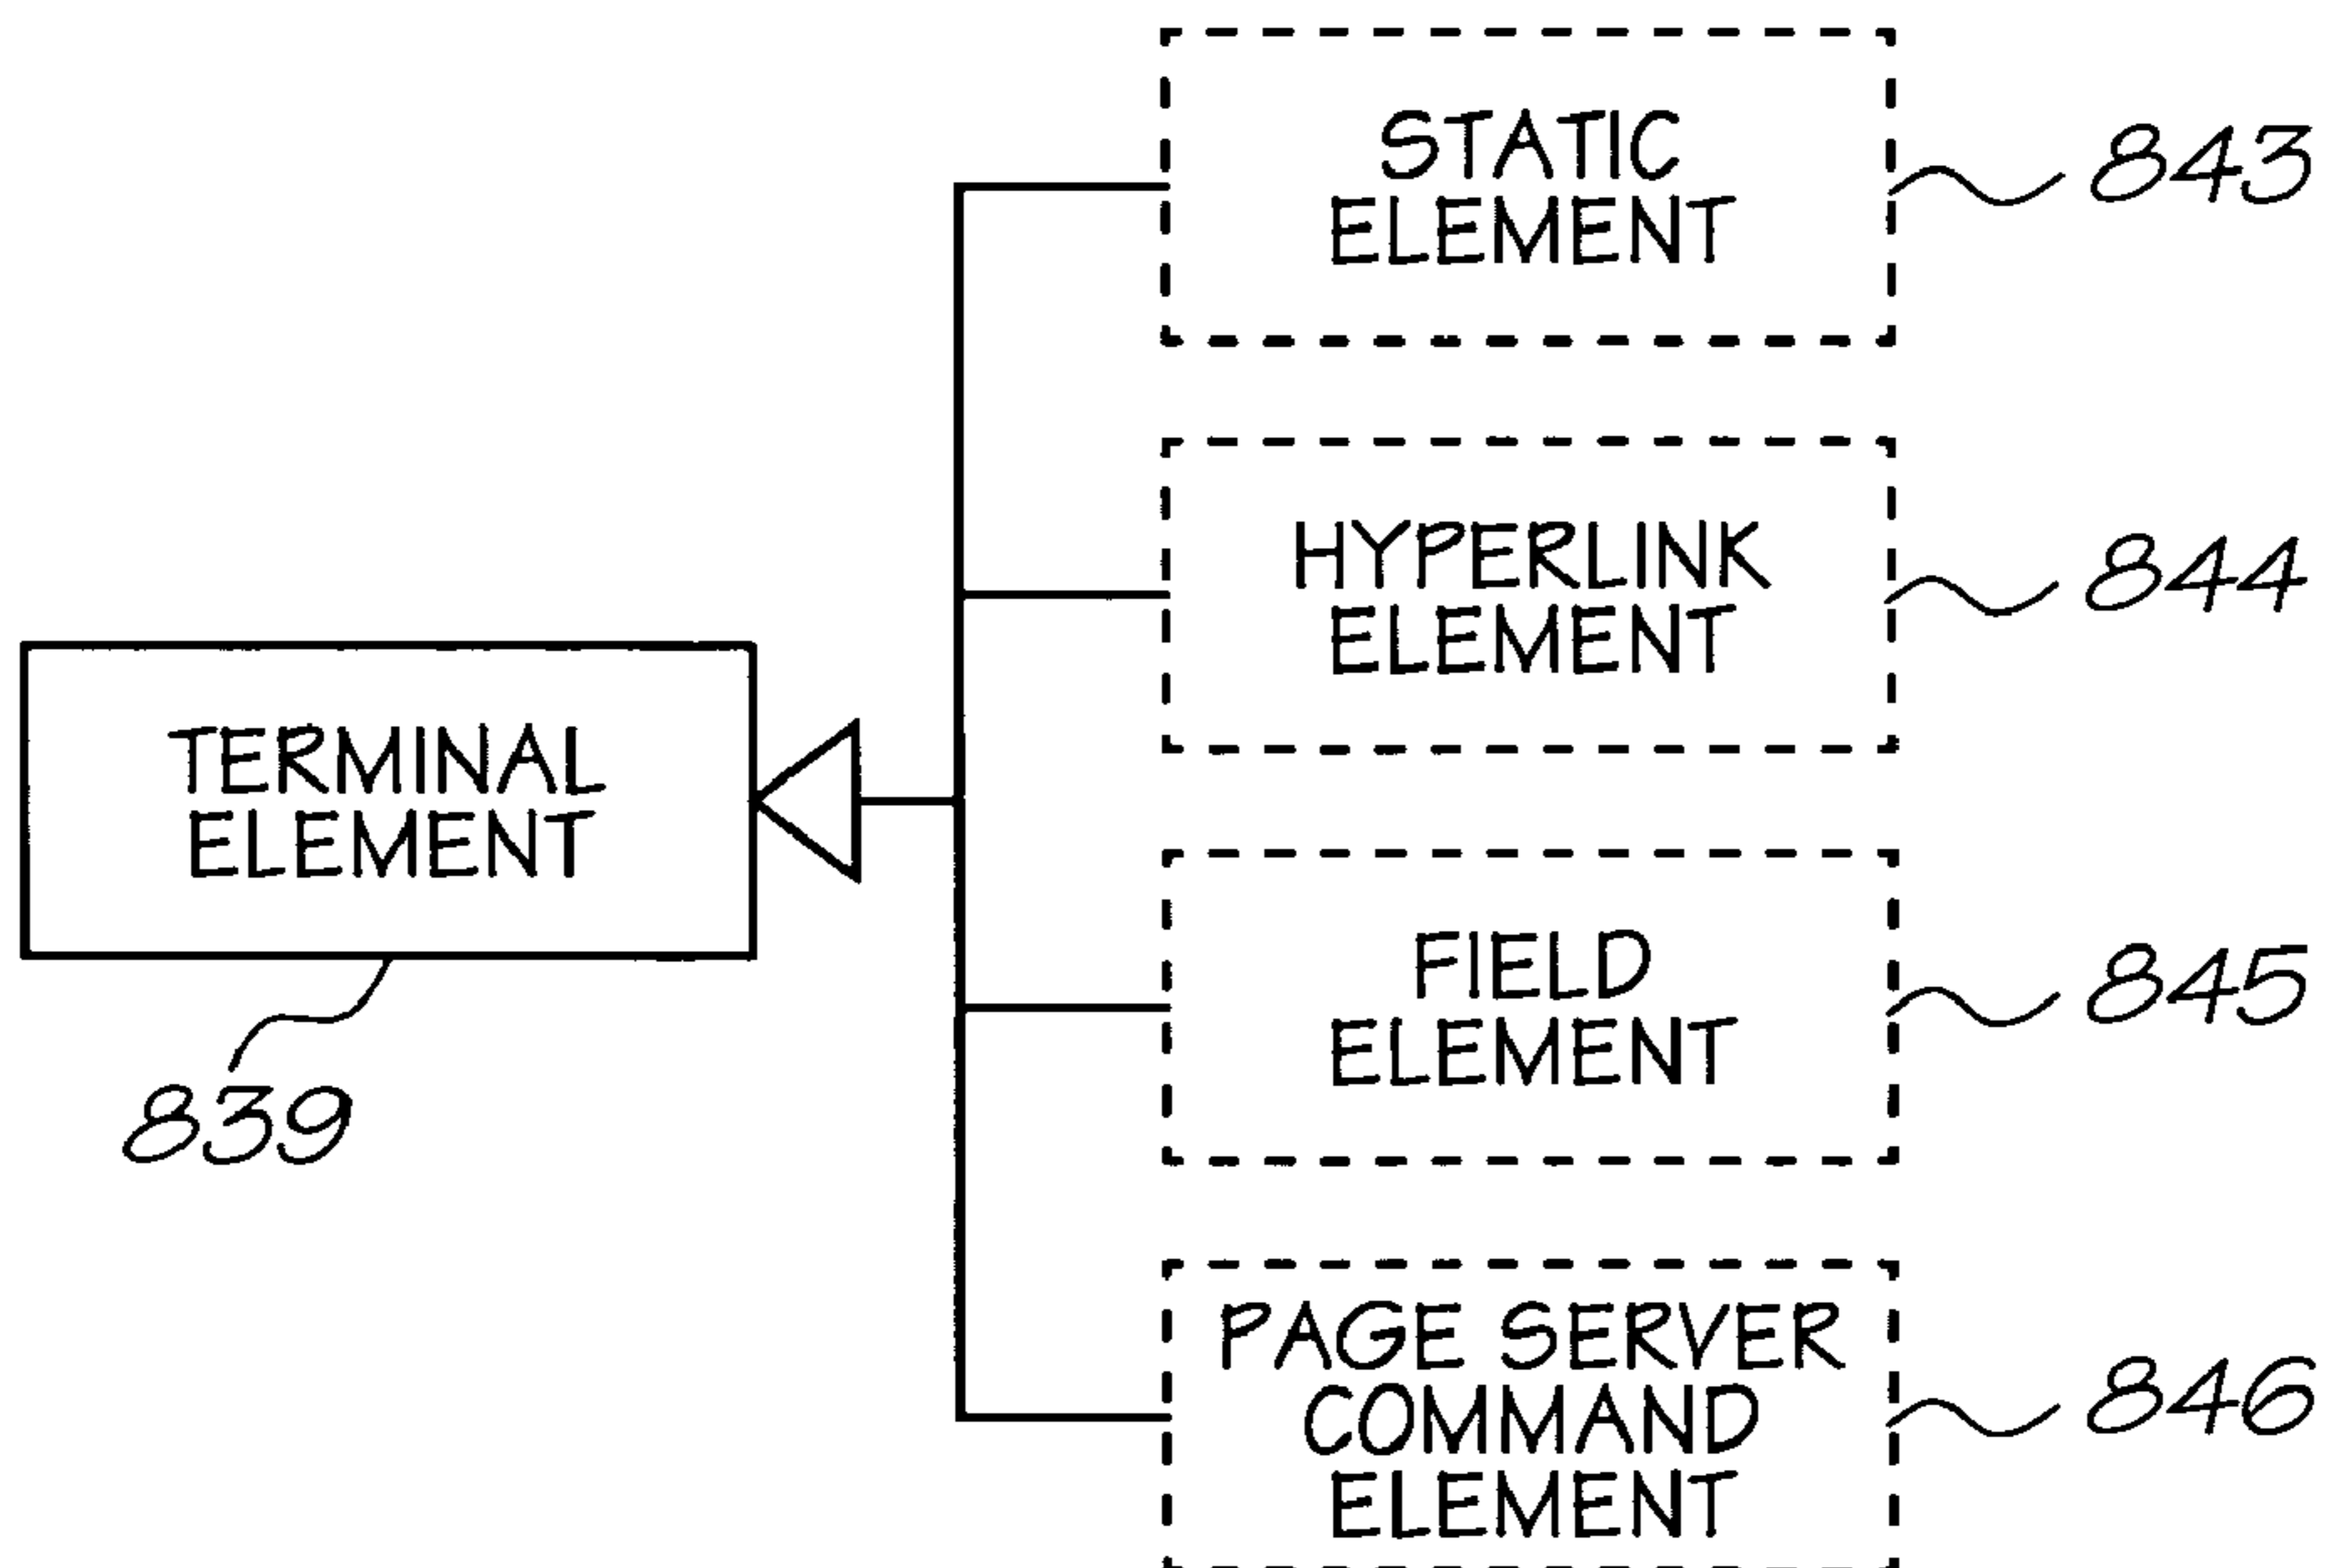 STATIC
ELEMENT
843
HYPERLINK
ELEMENT
844
TERMINAL
ELEMENT
839
FIELD
ELEMENT
845
PAGE SERVER
COMMAND
ELEMENT
846